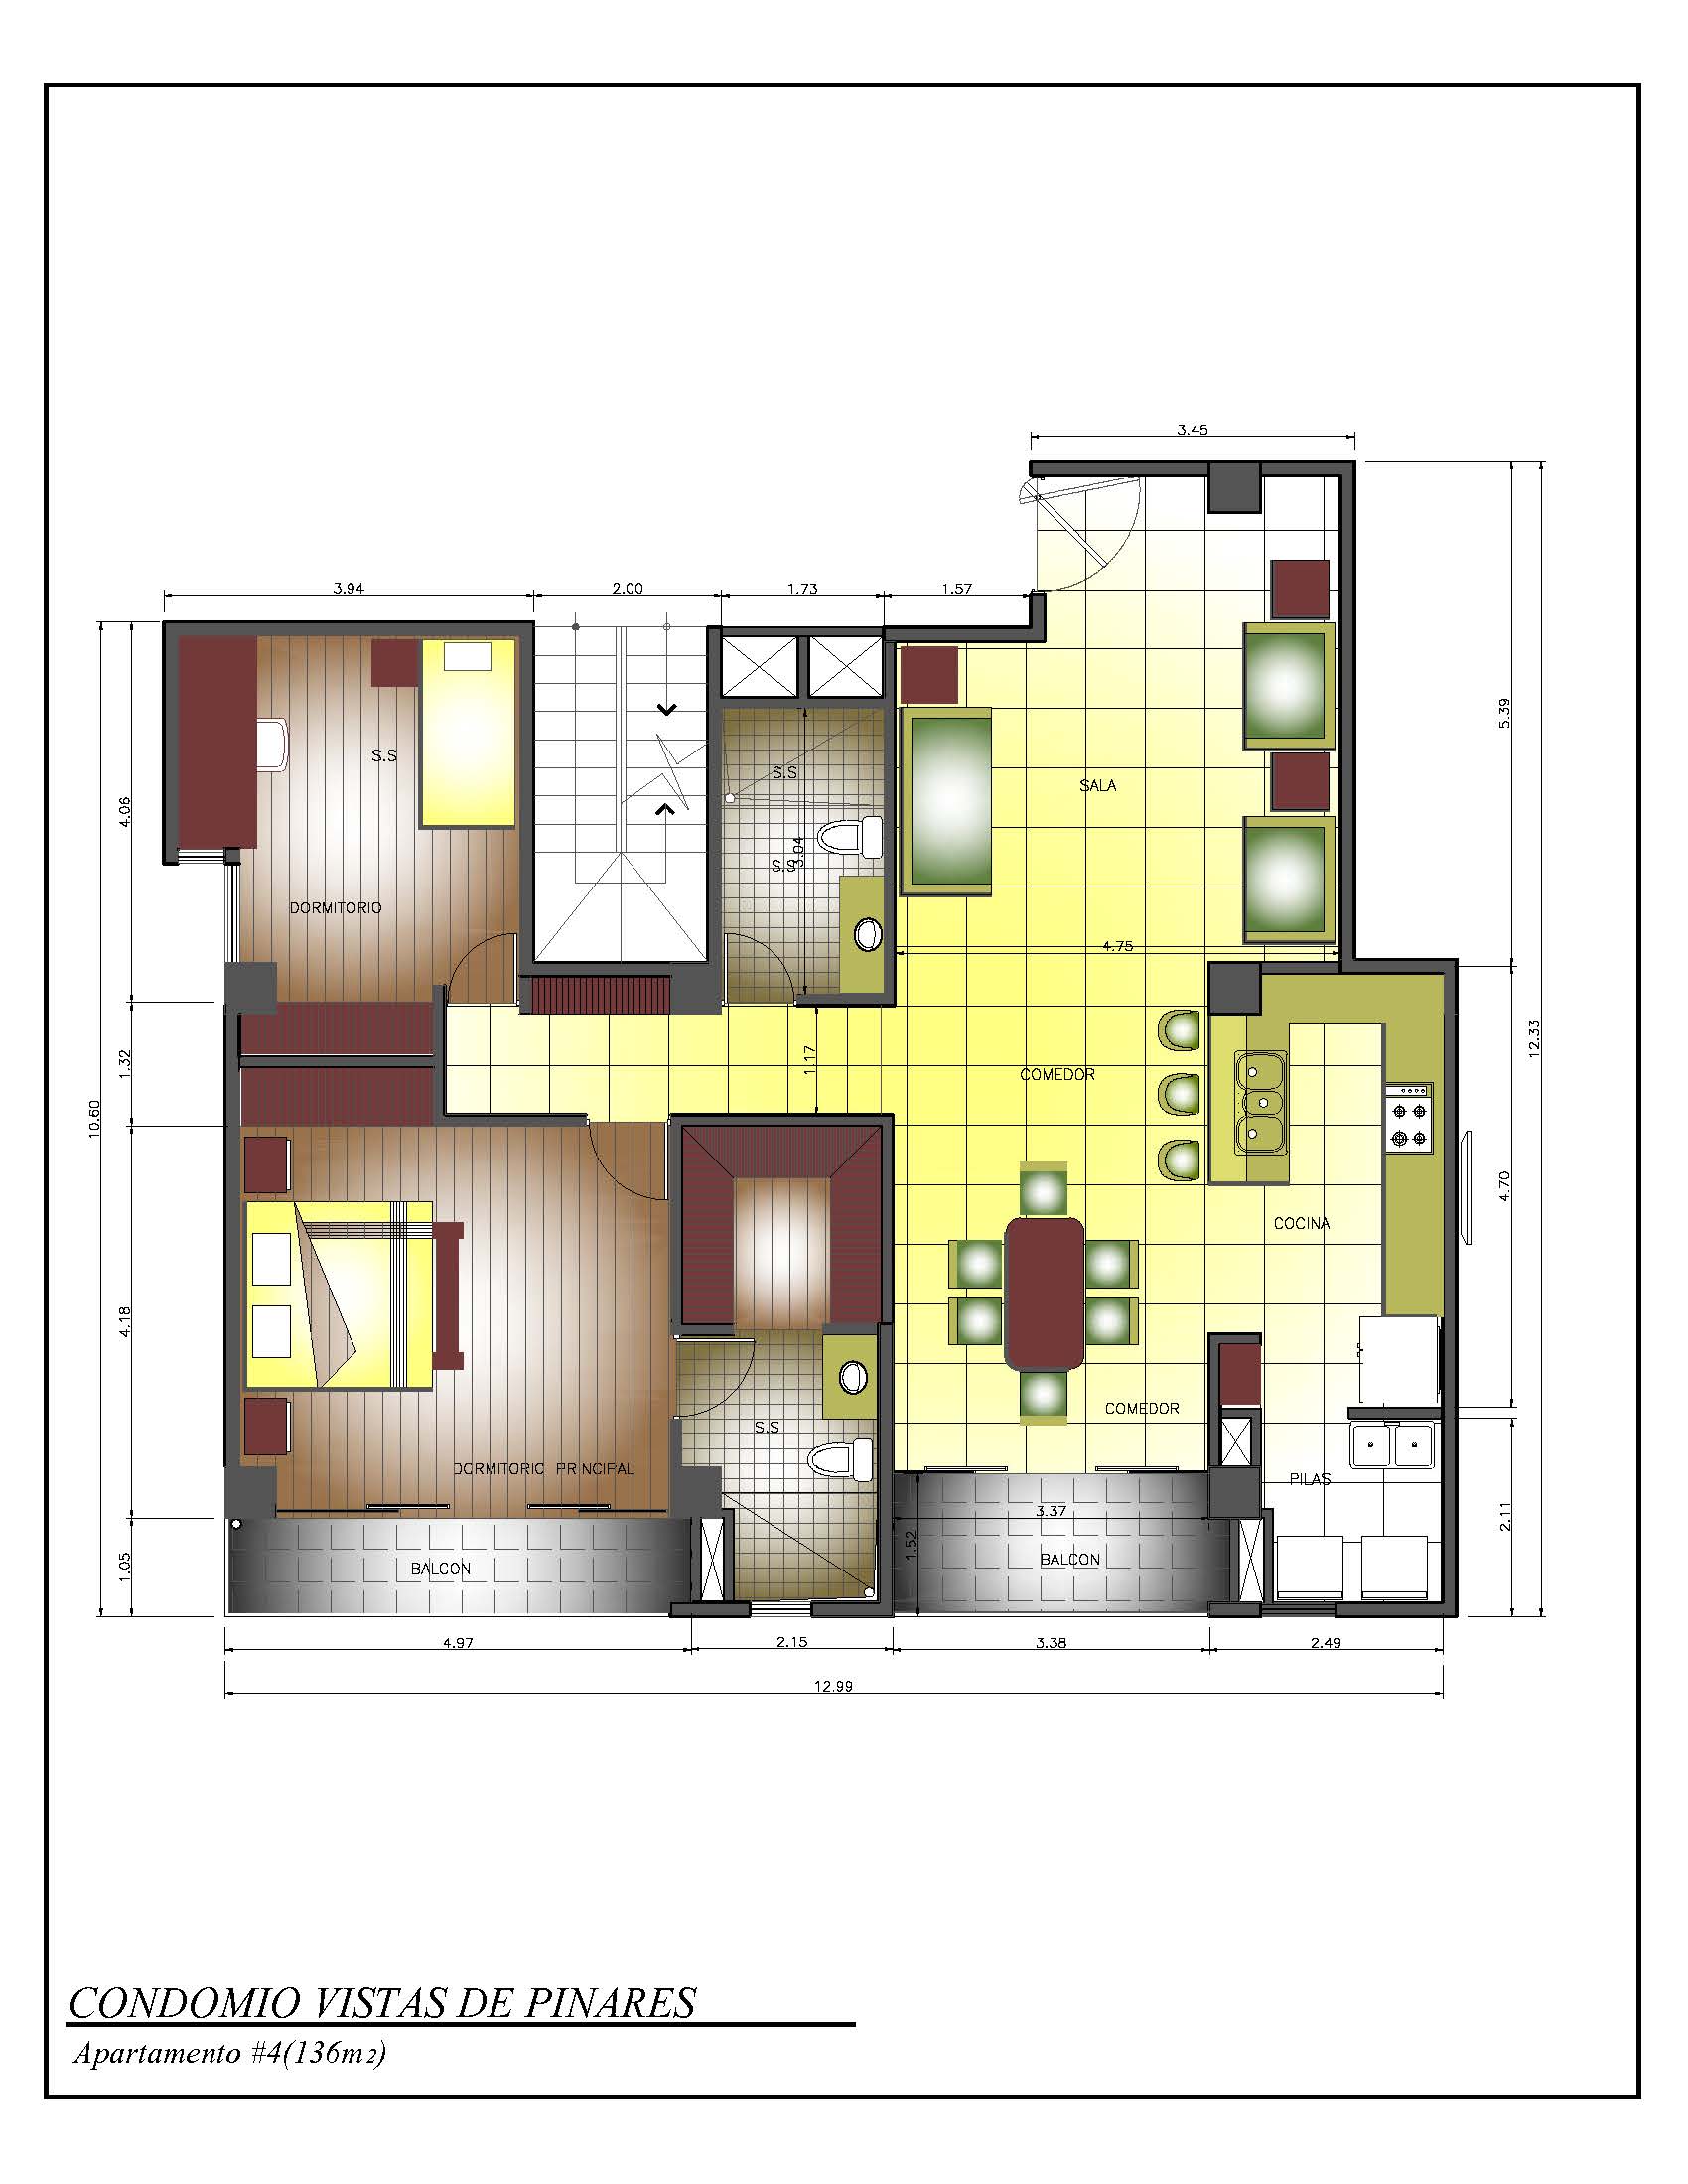 3.45
3.94
2.00
1.73
1.57
5.39
S.S
S.S
SALA
4.06
S.S
3.04
DORMITORIO
4.75
12.33
1.32
1.17
COMEDOR
10.60
4.70
COCINA
4.18
COMEDOR
S.S
DORMITORIO PRINCIPAL
PILAS
3.37
2.11
1.52
1.05
BALCON
BALCON
4.97
2.15
3.38
2.49
12.99
CONDOMIO VISTAS DE PINARES
Apartamento #4(136m2)